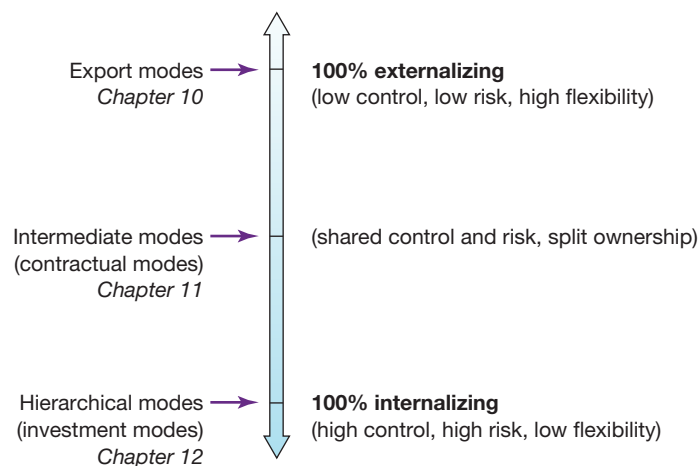 Export modes
Chapter 10
100% externalizing
(low control, low risk, high flexibility)
Intermediate modes
(contractual modes)
Chapter 11
(shared control and risk, split ownership)
Hierarchical modes
(investment modes)
Chapter 12
100% internalizing
(high control, high risk, low flexibility)